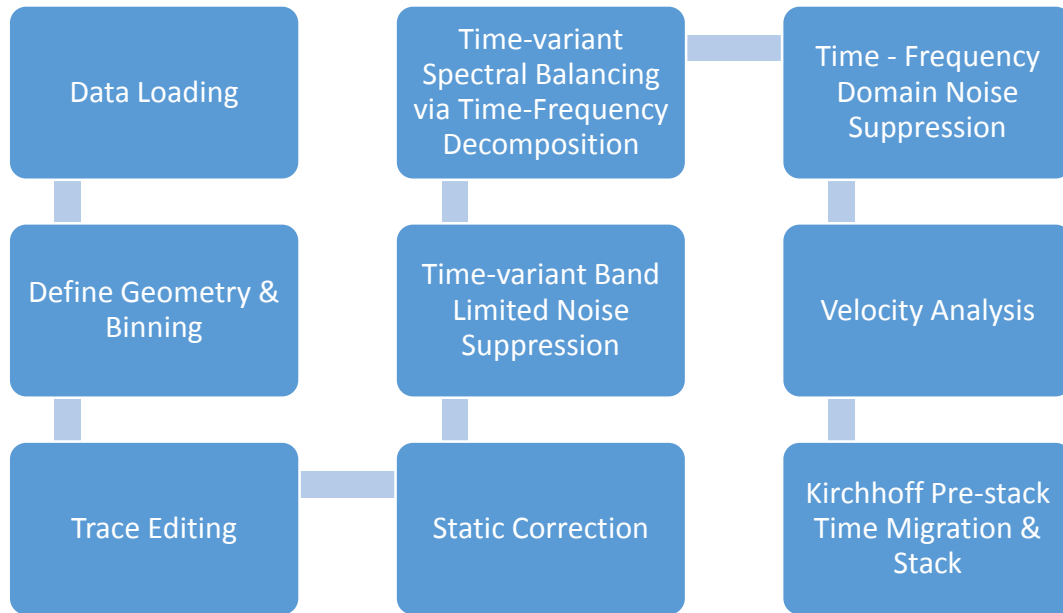 Data Loading
Define Geometry &
Binning
Trace Editing
Static Correction
Time-variant Band
Limited Noise
Suppression
Time-variant
Spectral Balancing
via Time-Frequency
Decomposition
Time - Frequency
Domain Noise
Suppression
Velocity Analysis
Kirchhoff Pre-stack
Time Migration &
Stack